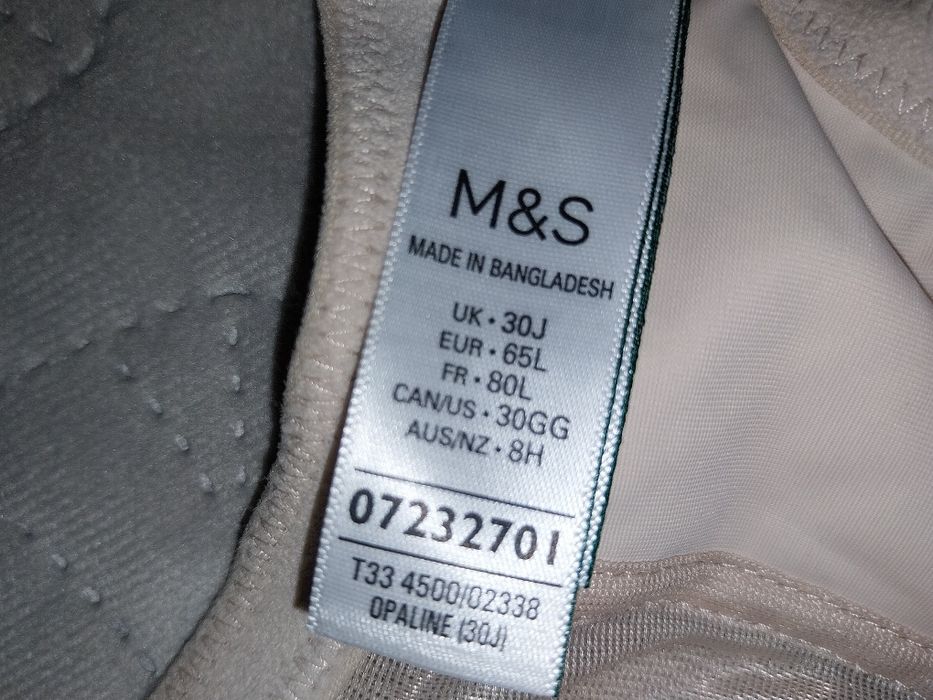 M&S
MADE IN BANGLADESH
UK • 30J
EUR • 65L
FR • 80L
CAN/US • 30GG
AUS/NZ • 8H
07232701
T33 4500/02338
OPALINE (30J)